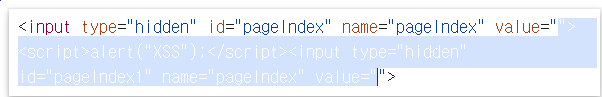 <input type="hidden" id="pageIndex" name="pageIndex" value="">
<script>alert("XSS");</script><input type="hidden"
id="pageIndex1" name="pageIndex" value="">